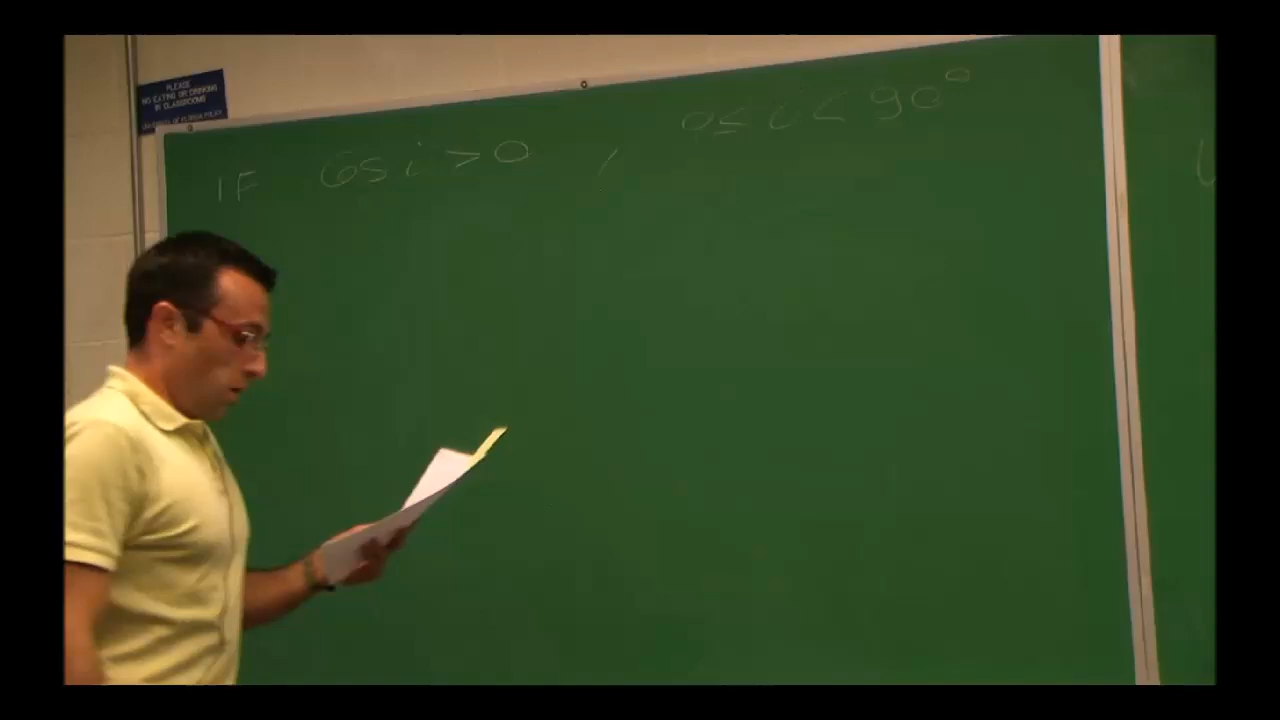 PLEASE
NO EATING OR DRINKING
IN CLASSROOMS
IF cos i > 0 , 0 ≤ i < 90°